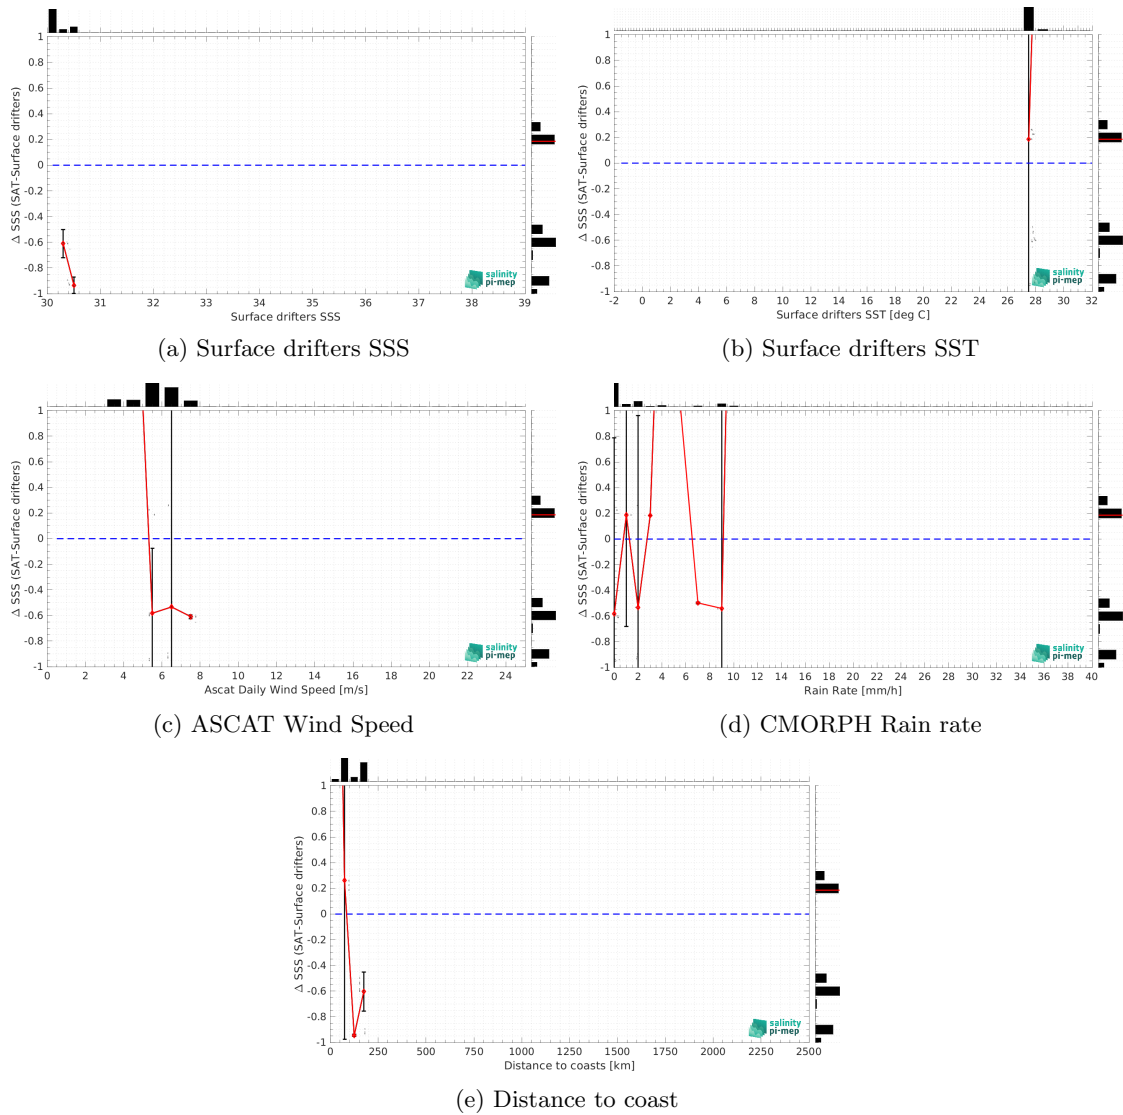 1
0.8
0.6
0.4
0.2
0
-0.2
-0.4
-0.6
-0.8
-1
Δ SSS (SAT-Surface drifters)
salinity
pi-mep
30 31 32 33 34 35 36 37 38 39
Surface drifters SSS
(a) Surface drifters SSS
1
0.8
0.6
0.4
0.2
0
-0.2
-0.4
-0.6
-0.8
-1
Δ SSS (SAT-Surface drifters)
salinity
pi-mep
-2 0 2 4 6 8 10 12 14 16 18 20 22 24 26 28 30 32
Surface drifters SST [deg C]
(b) Surface drifters SST
1
0.8
0.6
0.4
0.2
0
-0.2
-0.4
-0.6
-0.8
-1
Δ SSS (SAT-Surface drifters)
salinity
pi-mep
0 2 4 6 8 10 12 14 16 18 20 22 24
Ascat Daily Wind Speed [m/s]
(c) ASCAT Wind Speed
1
0.8
0.6
0.4
0.2
0
-0.2
-0.4
-0.6
-0.8
-1
Δ SSS (SAT-Surface drifters)
salinity
pi-mep
0 2 4 6 8 10 12 14 16 18 20 22 24 26 28 30 32 34 36 38 40
Rain Rate [mm/h]
(d) CMORPH Rain rate
1
0.8
0.6
0.4
0.2
0
-0.2
-0.4
-0.6
-0.8
-1
Δ SSS (SAT-Surface drifters)
salinity
pi-mep
0 250 500 750 1000 1250 1500 1750 2000 2250 2500
Distance to coasts [km]
(e) Distance to coast